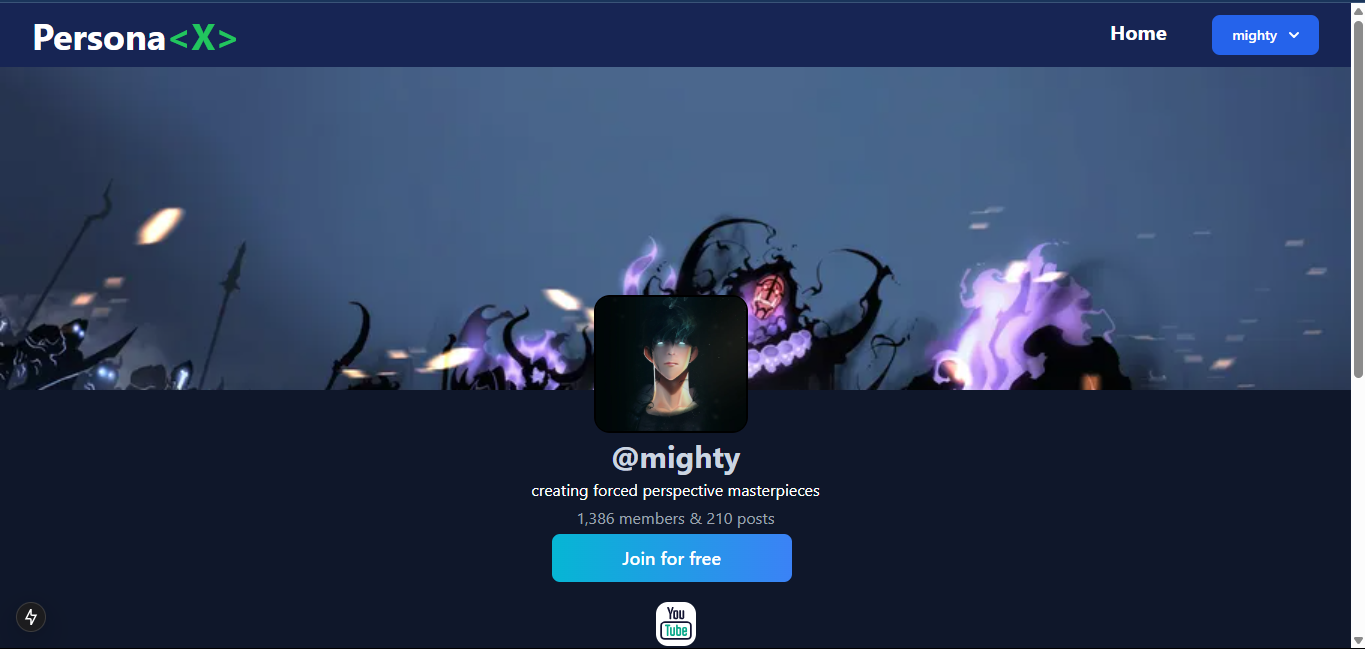 Persona<X>
Home
mighty
@mighty
creating forced perspective masterpieces
1,386 members & 210 posts
Join for free
You
Tube